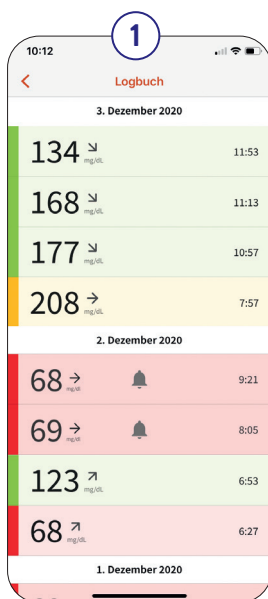 1
10:12
Logbuch
3. Dezember 2020
134 mg/dL 11:53
168 mg/dL 11:13
177 mg/dL 10:57
208 mg/dL 7:57
2. Dezember 2020
68 mg/dl 9:21
69 mg/dl 8:05
123 mg/dL 6:53
68 mg/dL 6:27
1. Dezember 2020